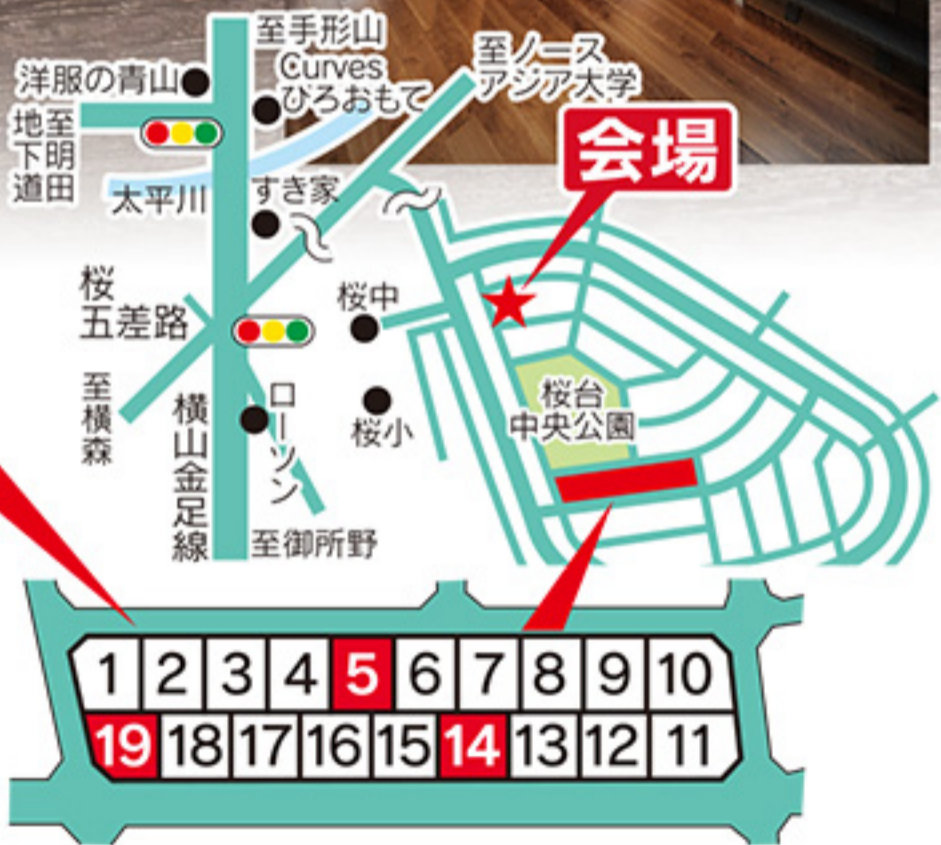 至手形山
Curves
ひろおもて
洋服の青山
至ノース
アジア大学
会場
至明田
地下道
太平川
すき家
桜
五差路
桜中
至横森
横山金足線
ローソン
桜小
桜台
中央公園
至御所野
1 2 3 4 5 6 7 8 9 10
19 18 17 16 15 14 13 12 11